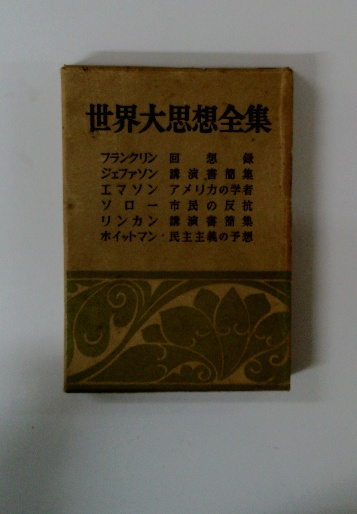 世界大思想全集
フランクリン 回想録
ジェファソン 講演書簡集
エマソン アメリカの学者
ソロー 市民の反抗
リンカン 講演書簡集
ホイットマン・民主主義の予想